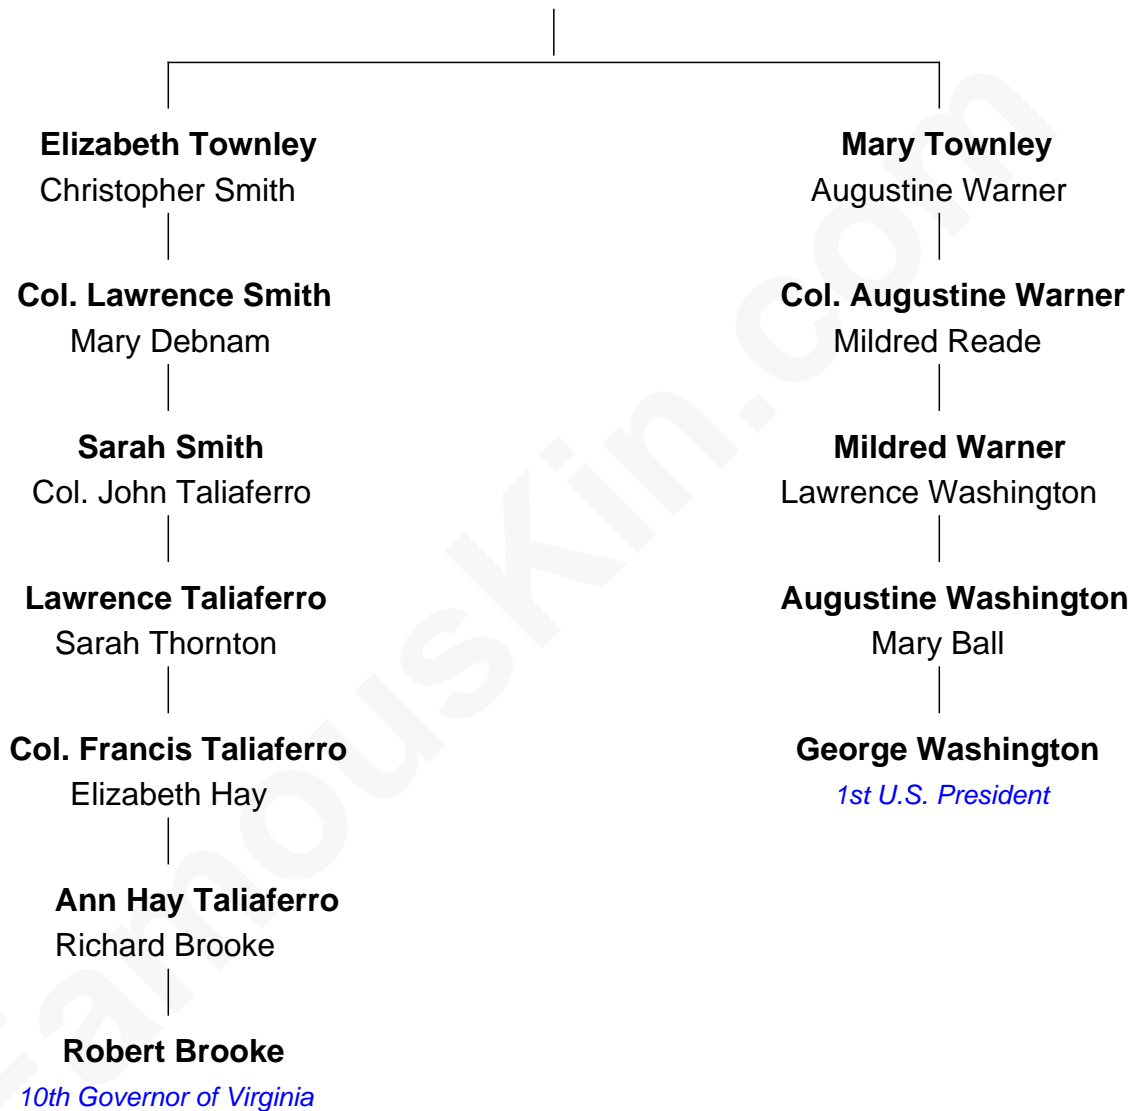 Elizabeth Townley
Christopher Smith
Mary Townley
Augustine Warner
Col. Lawrence Smith
Mary Debnam
Col. Augustine Warner
Mildred Reade
Sarah Smith
Col. John Taliaferro
Mildred Warner
Lawrence Washington
Lawrence Taliaferro
Sarah Thornton
Augustine Washington
Mary Ball
Col. Francis Taliaferro
Elizabeth Hay
George Washington
1st U.S. President
Ann Hay Taliaferro
Richard Brooke
Robert Brooke
10th Governor of Virginia
FamousKin.com